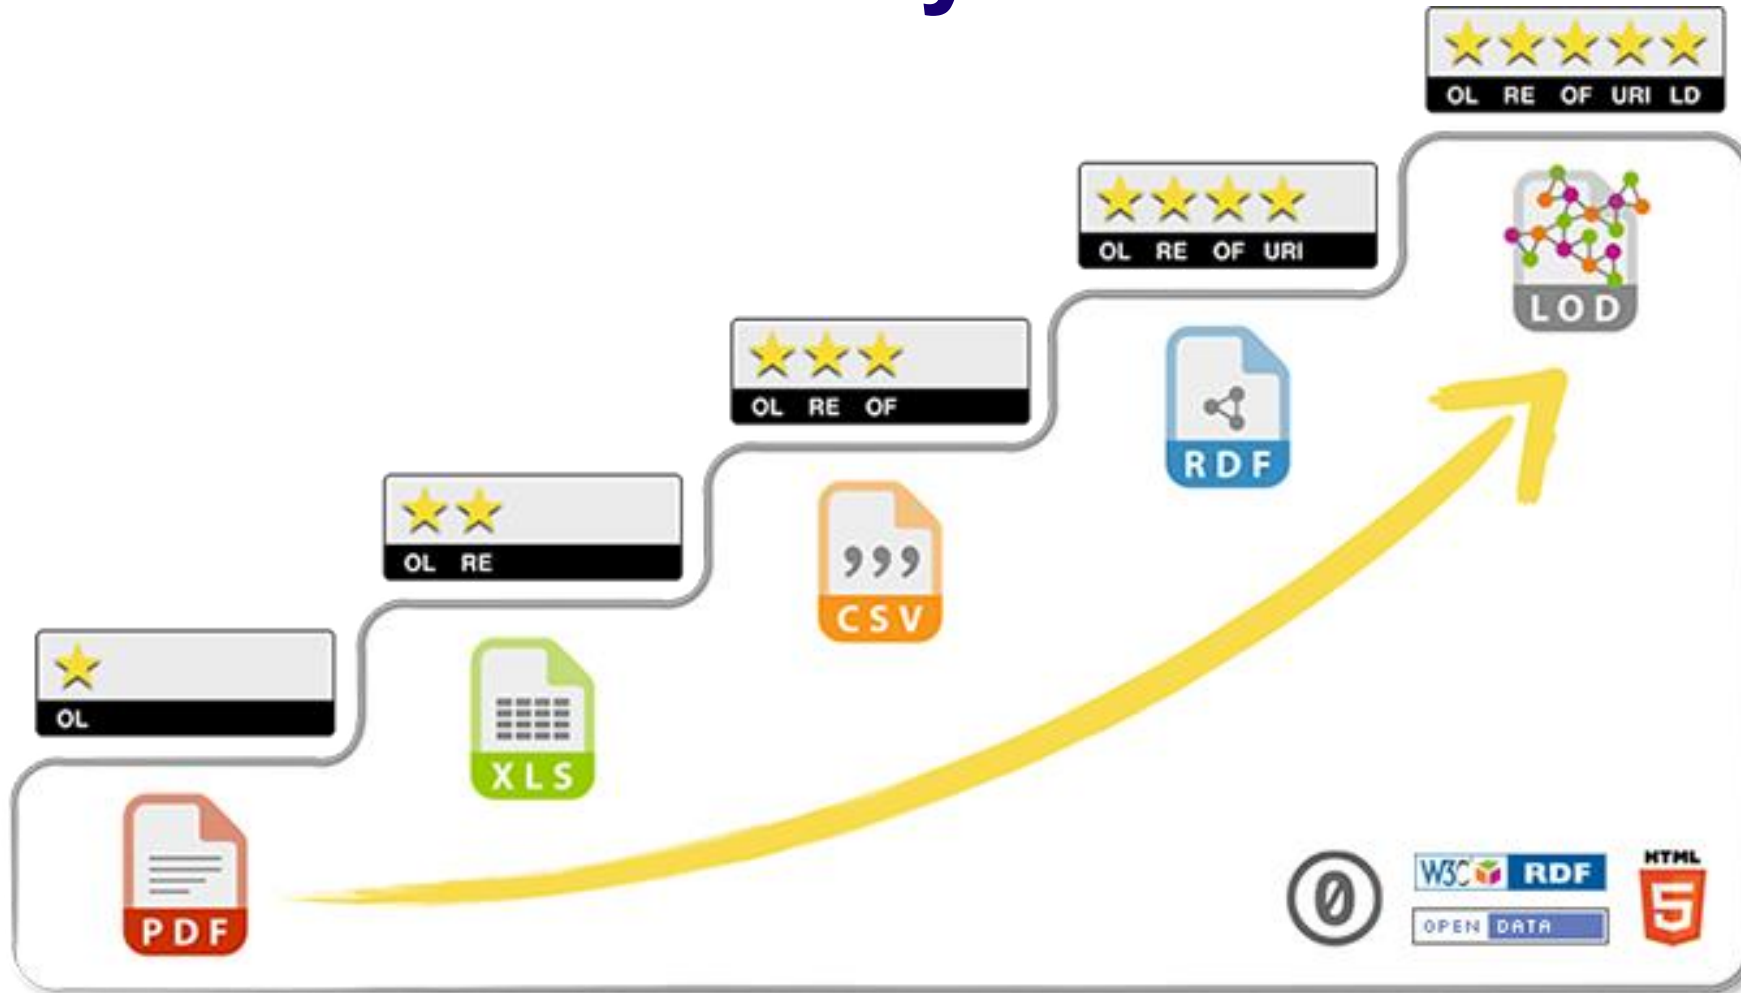 OL RE OF URI LD
LOD
OL RE OF URI
RDF
OL RE OF
CSV
OL RE
XLS
OL
PDF
0
W3C RDF
OPEN DATA
HTML
5